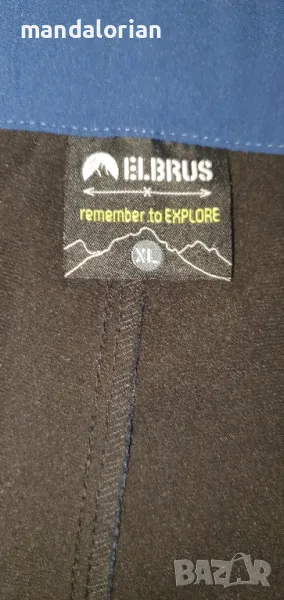 mandalorian
ELBRUS
remember.to EXPLORE
XL
BAZAR